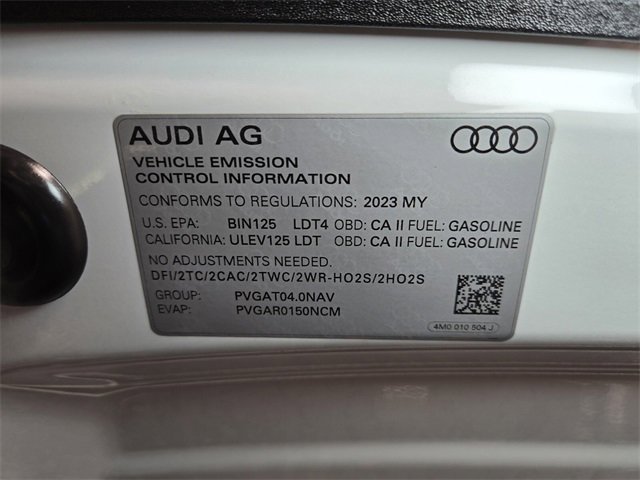 AUDI AG
VEHICLE EMISSION
CONTROL INFORMATION
CONFORMS TO REGULATIONS: 2023 MY
U.S. EPA: BIN125 LDT4 OBD: CA II FUEL: GASOLINE
CALIFORNIA: ULEV125 LDT OBD: CA II FUEL: GASOLINE
NO ADJUSTMENTS NEEDED.
DFI/2TC/2CAC/2TWC/2WR-HO2S/2HO2S
GROUP: PVGAT04.0NAV
EVAP: PVGAR0150NCM
4M0 010 504 J